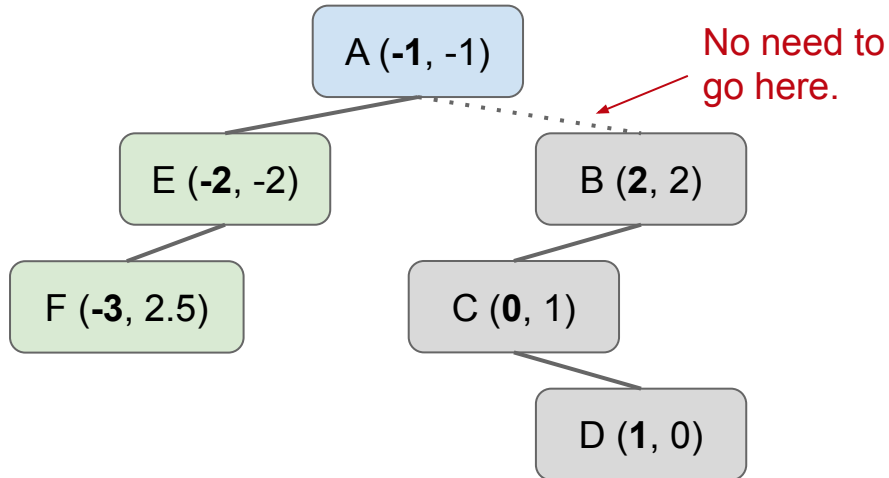 A (-1, -1)
No need to
go here.
E (-2, -2)
B (2, 2)
F (-3, 2.5)
C (0, 1)
D (1, 0)